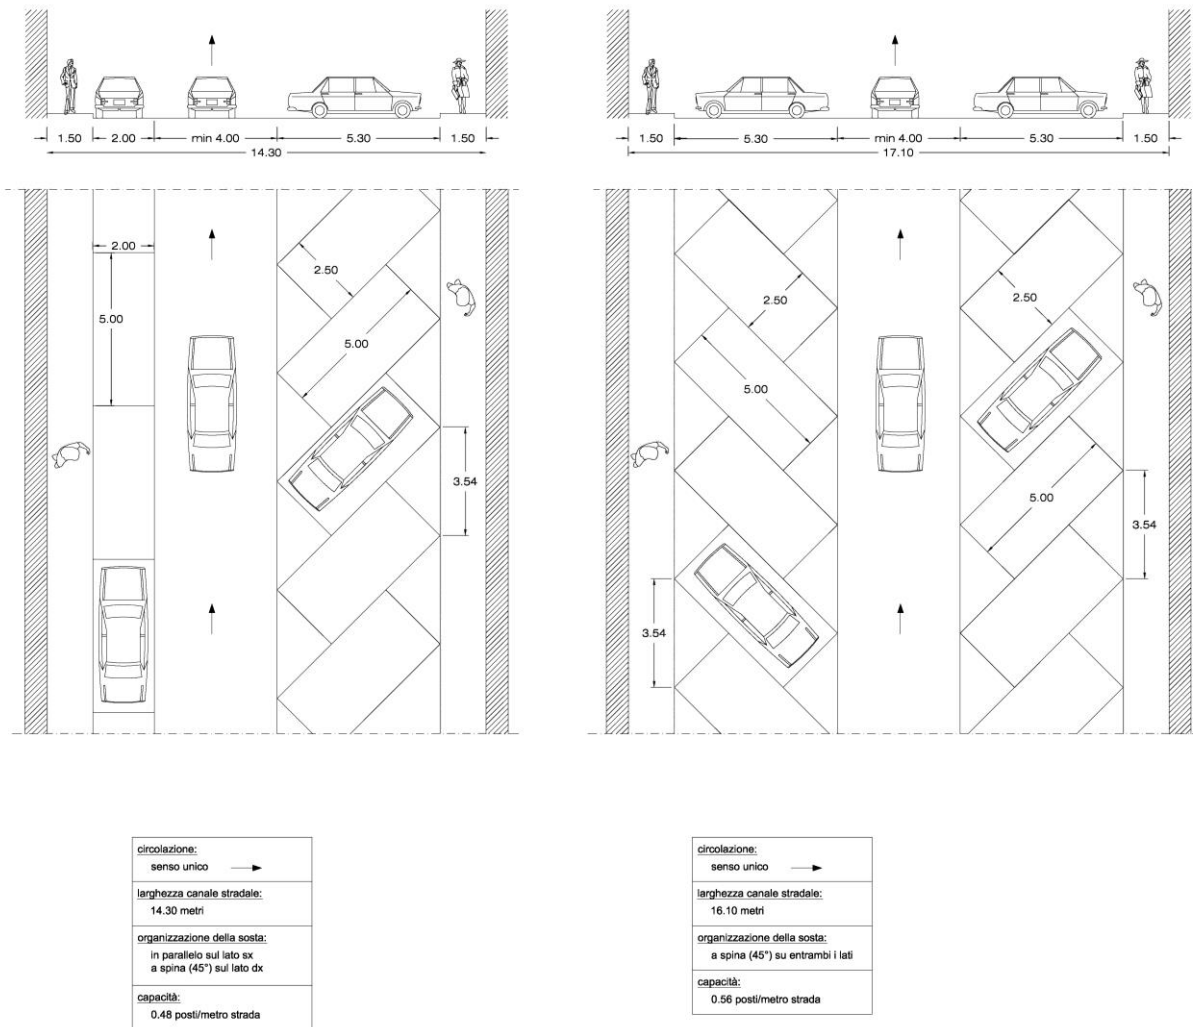 1.50 2.00 min 4.00 5.30 1.50
14.30
2.00
5.00
2.50
5.00
3.54
1.50 5.30 min 4.00 5.30 1.50
17.10
2.50
2.50
5.00
5.00
3.54
3.54
circolazione:
senso unico
larghezza canale stradale:
14.30 metri
organizzazione della sosta:
in parallelo sul lato sx
a spina (45°) sul lato dx
capacità:
0.48 posti/metro strada
circolazione:
senso unico
larghezza canale stradale:
16.10 metri
organizzazione della sosta:
a spina (45°) su entrambi i lati
capacità:
0.56 posti/metro strada